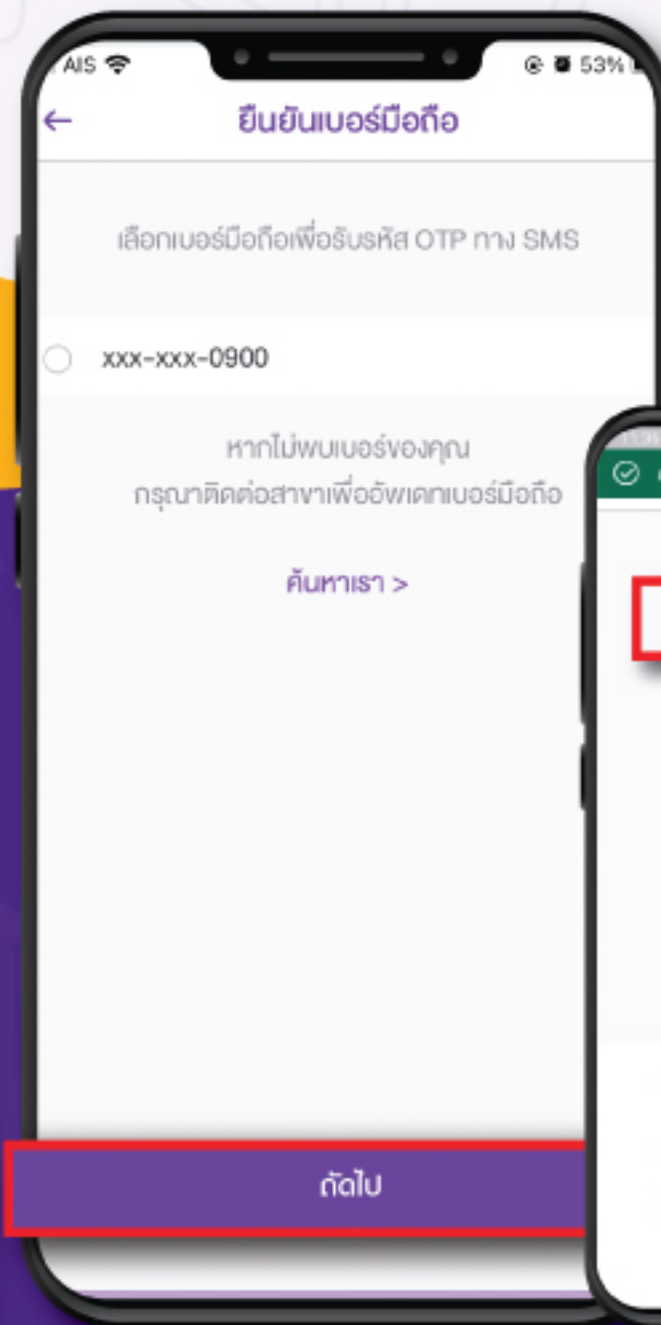 AIS
53%
ยืนยันเบอร์มือถือ
เลือกเบอร์มือถือเพื่อรับรหัส OTP ทาง SMS
xxx-xxx-0900
หากไม่พบเบอร์ของคุณ
กรุณาติดต่อสาขาเพื่ออัพเดทเบอร์มือถือ
ค้นหาเรา >
ถัดไป